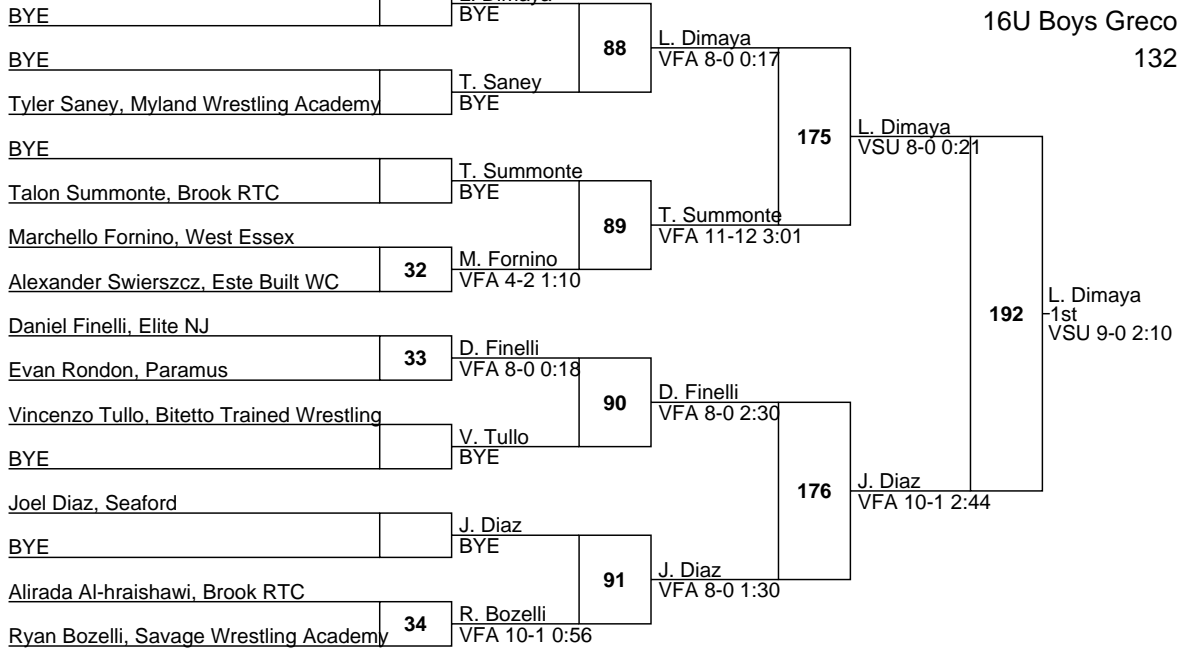 BYE
BYE
16U Boys Greco
132
BYE
88
L. Dimaya
VFA 8-0 0:17
Tyler Saney, Myland Wrestling Academy
T. Saney
BYE
175
L. Dimaya
VSU 8-0 0:21
BYE
Talon Summonte, Brook RTC
T. Summonte
BYE
89
T. Summonte
VFA 11-12 3:01
Marchello Fornino, West Essex
32
M. Fornino
VFA 4-2 1:10
Alexander Swierszcz, Este Built WC
192
L. Dimaya
1st
VSU 9-0 2:10
Daniel Finelli, Elite NJ
33
D. Finelli
VFA 8-0 0:18
Evan Rondon, Paramus
90
D. Finelli
VFA 8-0 2:30
Vincenzo Tullo, Bitetto Trained Wrestling
V. Tullo
BYE
BYE
176
J. Diaz
VFA 10-1 2:44
Joel Diaz, Seaford
J. Diaz
BYE
BYE
91
J. Diaz
VFA 8-0 1:30
Alirada Al-hraishawi, Brook RTC
34
R. Bozelli
VFA 10-1 0:56
Ryan Bozelli, Savage Wrestling Academy